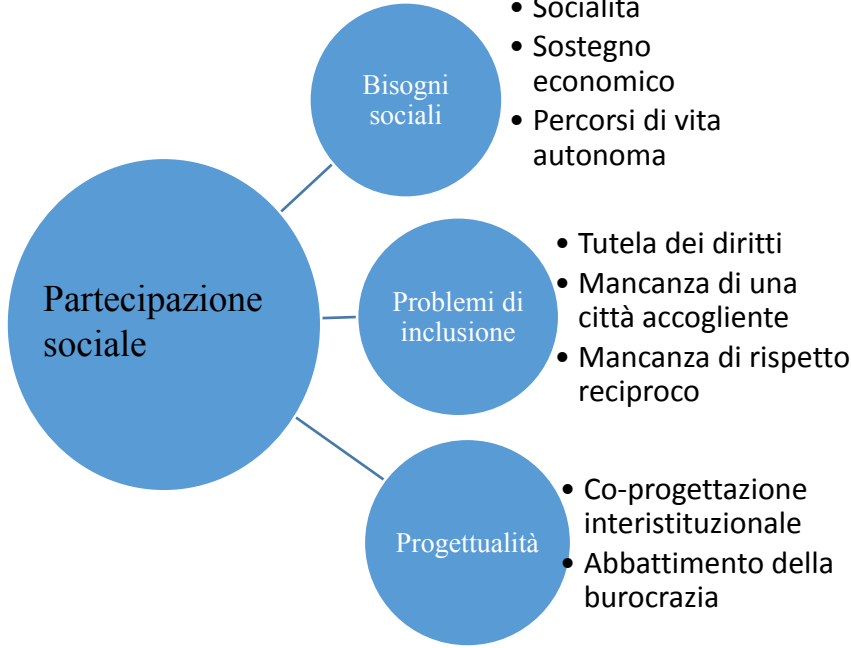 Partecipazione
sociale
Bisogni
sociali
• Socialità
• Sostegno
economico
• Percorsi di vita
autonoma
Problemi di
inclusione
• Tutela dei diritti
• Mancanza di una
città accogliente
• Mancanza di rispetto
reciproco
Progettualità
• Co-progettazione
interistituzionale
• Abbattimento della
burocrazia